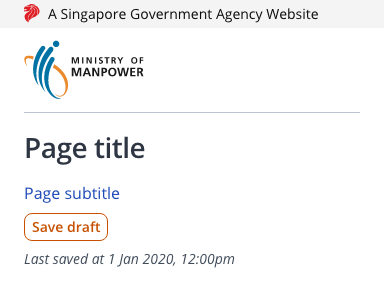 A Singapore Government Agency Website
MINISTRY OF
MANPOWER
Page title
Page subtitle
Save draft
Last saved at 1 Jan 2020, 12:00pm